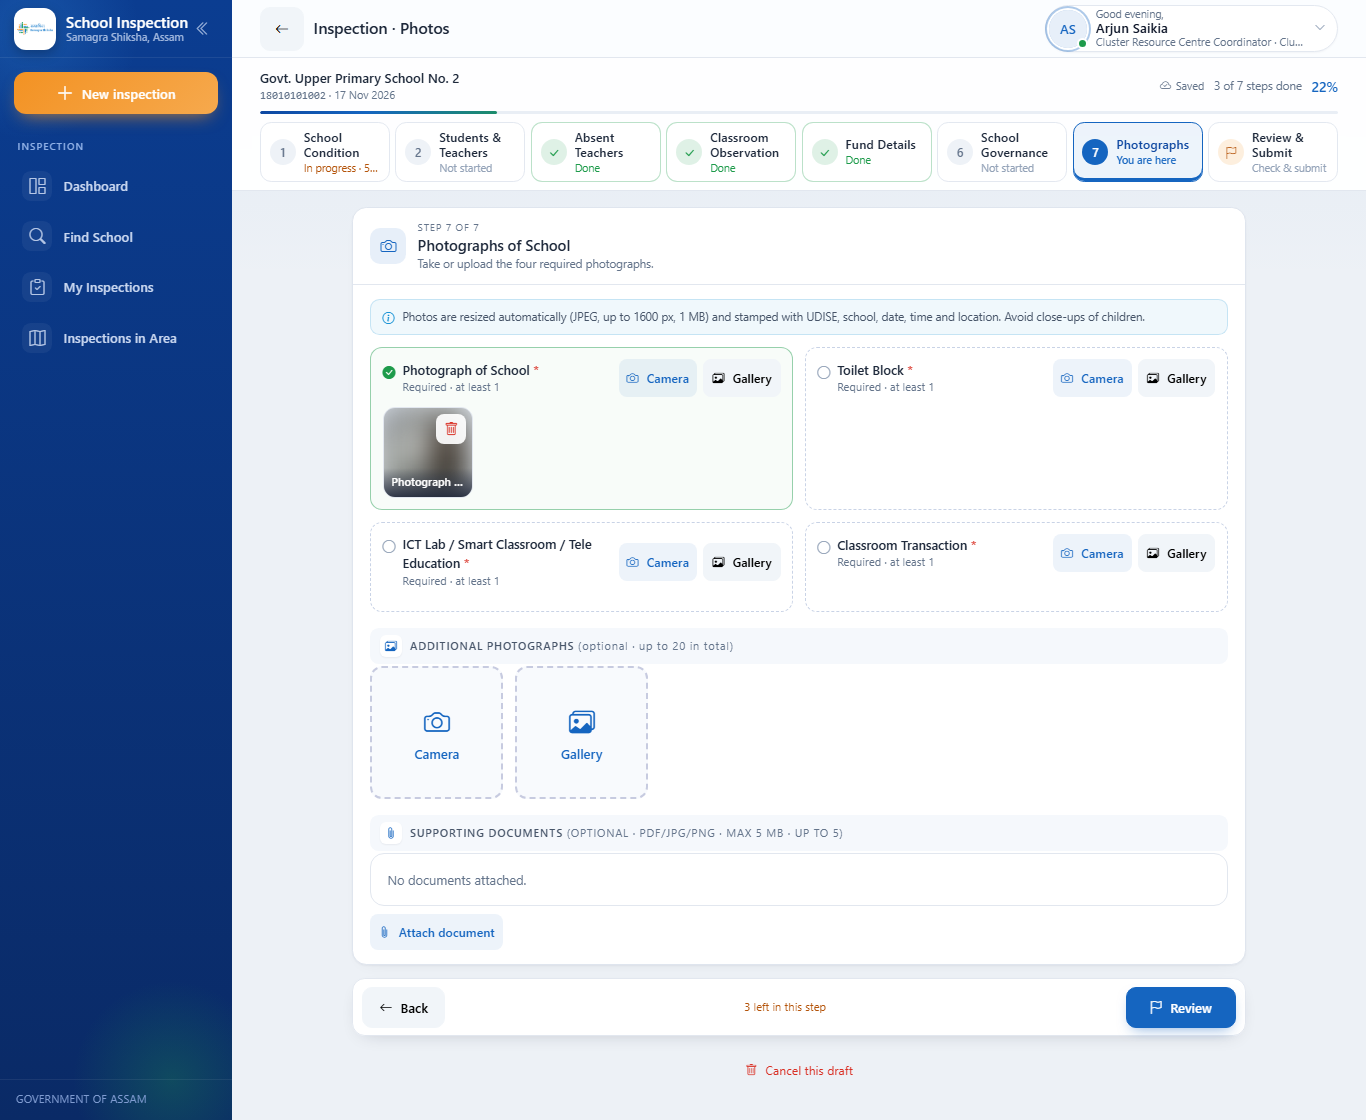 School Inspection
Samagra Shiksha, Assam
New inspection
INSPECTION
Dashboard
Find School
My Inspections
Inspections in Area
GOVERNMENT OF ASSAM
Inspection · Photos
AS
Good evening,
Arjun Saikia
Cluster Resource Centre Coordinator · Clu...
Govt. Upper Primary School No. 2
18010101002 · 17 Nov 2026
Saved
3 of 7 steps done
22%
1
School
Condition
In progress · 5...
2
Students &
Teachers
Not started
Absent
Teachers
Done
Classroom
Observation
Done
Fund Details
Done
6
School
Governance
Not started
7
Photographs
You are here
Review &
Submit
Check & submit
STEP 7 OF 7
Photographs of School
Take or upload the four required photographs.
Photos are resized automatically (JPEG, up to 1600 px, 1 MB) and stamped with UDISE, school, date, time and location. Avoid close-ups of children.
Photograph of School *
Required · at least 1
Camera
Gallery
Photograph ...
Toilet Block *
Required · at least 1
Camera
Gallery
ICT Lab / Smart Classroom / Tele
Education *
Required · at least 1
Camera
Gallery
Classroom Transaction *
Required · at least 1
Camera
Gallery
ADDITIONAL PHOTOGRAPHS (optional · up to 20 in total)
Camera
Gallery
SUPPORTING DOCUMENTS (OPTIONAL · PDF/JPG/PNG · MAX 5 MB · UP TO 5)
No documents attached.
Attach document
Back
3 left in this step
Review
Cancel this draft